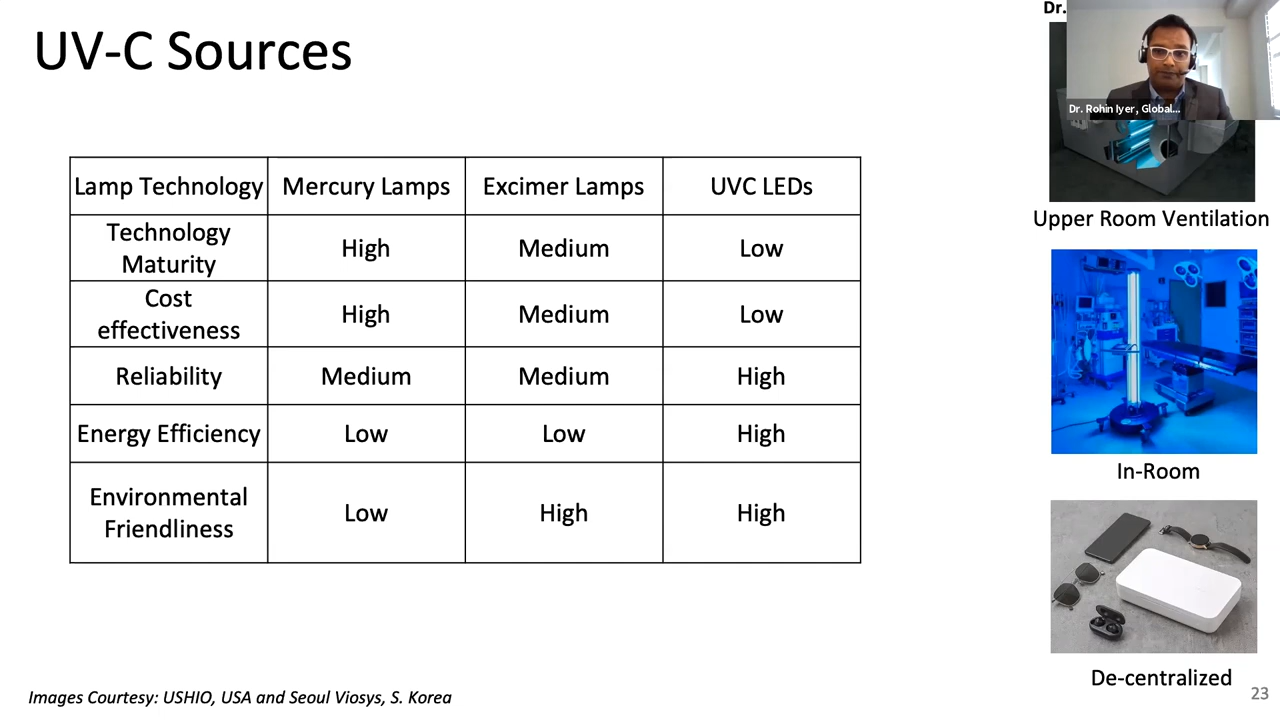 UV-C Sources
Dr.
Dr. Rohin Iyer, Global...
Lamp Technology Mercury Lamps Excimer Lamps UVC LEDs
Technology
Maturity
High Medium Low
Cost
effectiveness
High Medium Low
Reliability Medium Medium High
Energy Efficiency Low Low High
Environmental
Friendliness
Low High High
Upper Room Ventilation
In-Room
De-centralized
Images Courtesy: USHIO, USA and Seoul Viosys, S. Korea
23